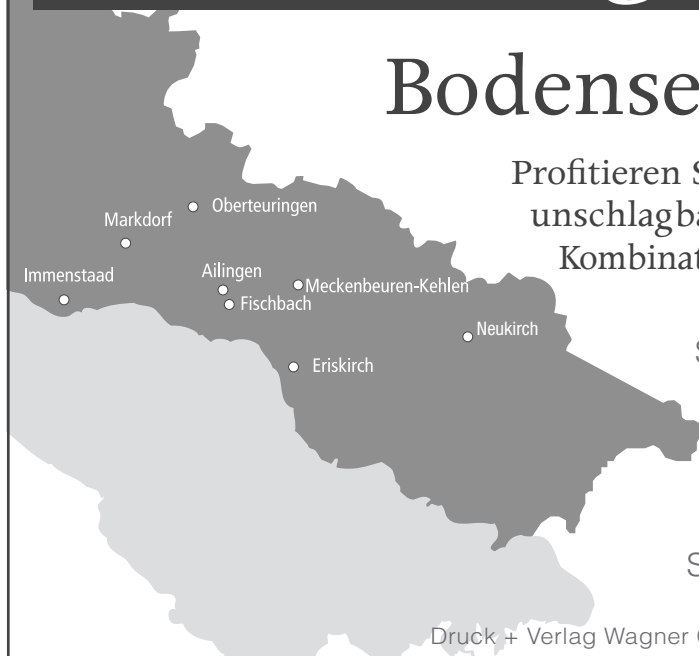 Bodense
Profitieren S
unschlagba
Kombinat
Oberteuringen
Markdorf
Immenstaad
Ailingen
Meckenbeuren-Kehlen
Fischbach
Neukirch
Eriskirch
S
S
Druck + Verlag Wagner